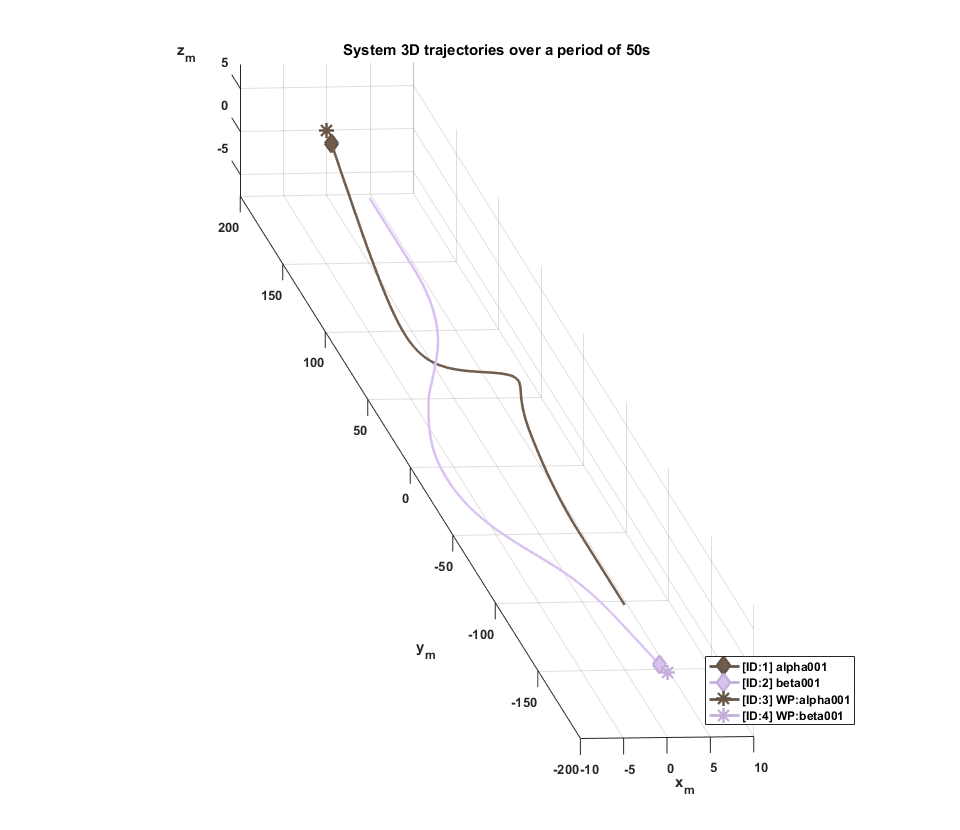 System 3D trajectories over a period of 50s
z_m
5
0
-5
200
150
100
50
0
-50
-100
-150
-200
y_m
-10
-5
0
5
10
x_m
[ID:1] alpha001
[ID:2] beta001
[ID:3] WP:alpha001
[ID:4] WP:beta001